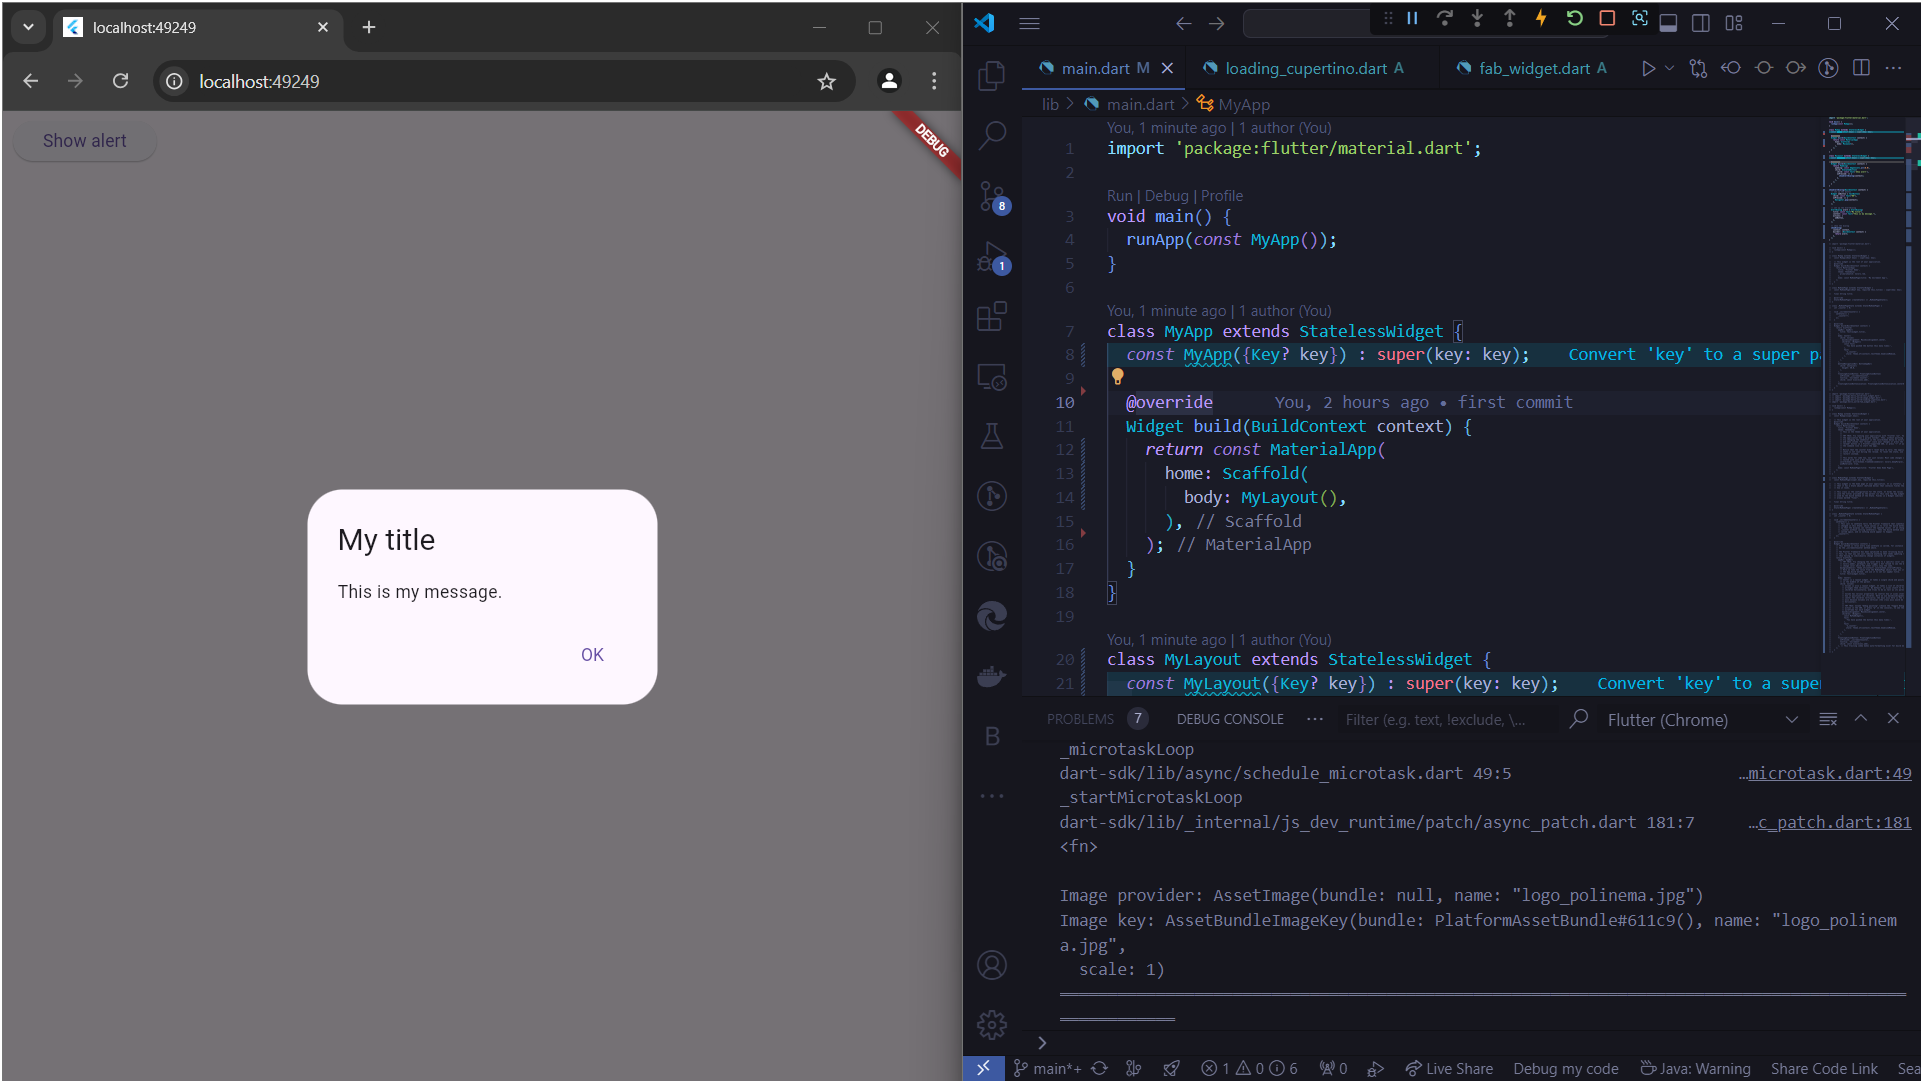 localhost:49249
localhost:49249
Show alert
DEBUG
My title
This is my message.
OK
main.dart M
loading_cupertino.dart A
fab_widget.dart A
lib > main.dart > MyApp
You, 1 minute ago | 1 author (You)
1 import 'package:flutter/material.dart';
2
Run | Debug | Profile
3 void main() {
4 runApp(const MyApp());
5 }
6
You, 1 minute ago | 1 author (You)
7 class MyApp extends StatelessWidget {
8 const MyApp({Key? key}) : super(key: key); Convert 'key' to a super pa
9
10 @override You, 2 hours ago • first commit
11 Widget build(BuildContext context) {
12 return const MaterialApp(
13 home: Scaffold(
14 body: MyLayout(),
15 ), // Scaffold
16 ); // MaterialApp
17 }
18 }
19
You, 1 minute ago | 1 author (You)
20 class MyLayout extends StatelessWidget {
21 const MyLayout({Key? key}) : super(key: key); Convert 'key' to a super
8
1
B
PROBLEMS 7 DEBUG CONSOLE ... Filter (e.g. text, !exclude, \... Flutter (Chrome)
_microtaskLoop
dart-sdk/lib/async/schedule_microtask.dart 49:5 …microtask.dart:49
_startMicrotaskLoop
dart-sdk/lib/_internal/js_dev_runtime/patch/async_patch.dart 181:7 …c_patch.dart:181
<fn>
Image provider: AssetImage(bundle: null, name: "logo_polinema.jpg")
Image key: AssetBundleImageKey(bundle: PlatformAssetBundle#611c9(), name: "logo_polinem
a.jpg",
scale: 1)
main*+ 1 0 6 0 Live Share Debug my code Java: Warning Share Code Link Sea